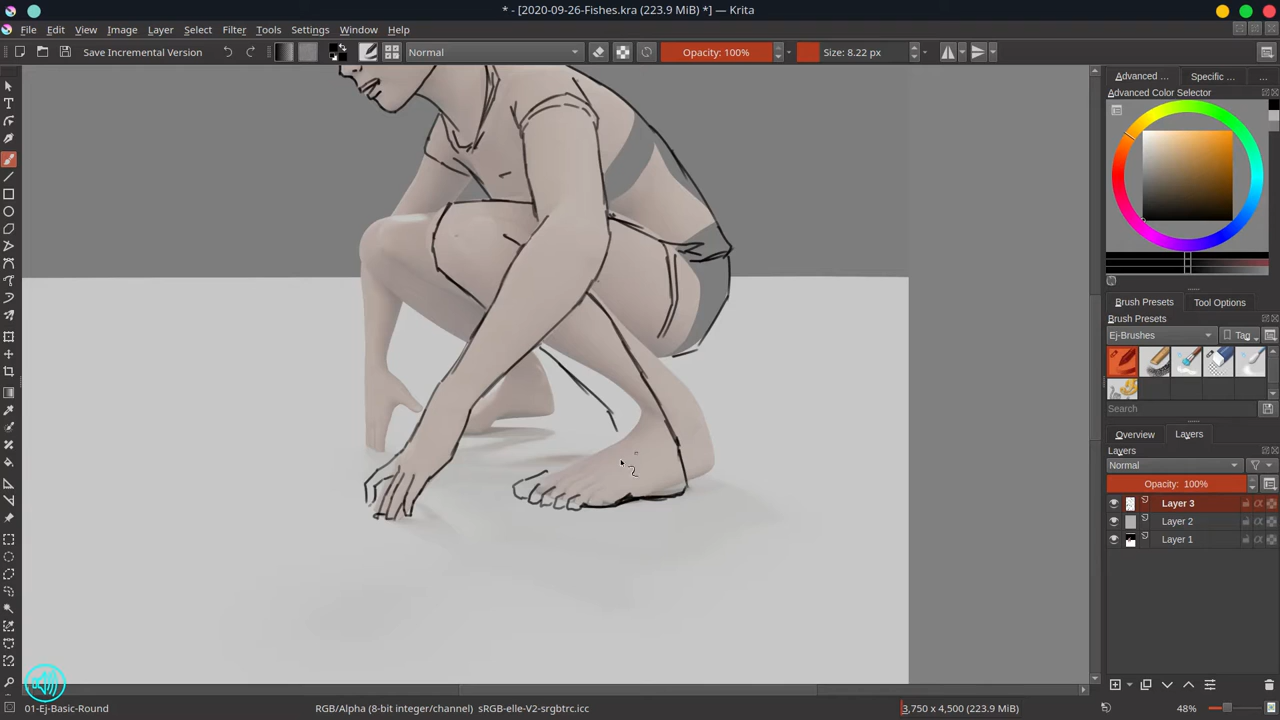 * - [2020-09-26-Fishes.kra (223.9 MiB) *] — Krita
File Edit View Image Layer Select Filter Tools Settings Window Help
Save Incremental Version Normal Opacity: 100% Size: 8.22 px
Advanced ... Specific ... ...
Advanced Color Selector
Brush Presets Tool Options
Brush Presets
Ej-Brushes Tag
Search
Overview Layers
Layers
Normal
Opacity: 100%
Layer 3
Layer 2
Layer 1
01-Ej-Basic-Round RGB/Alpha (8-bit integer/channel) sRGB-elle-V2-srgbtrc.icc 3,750 x 4,500 (223.9 MiB) 48%